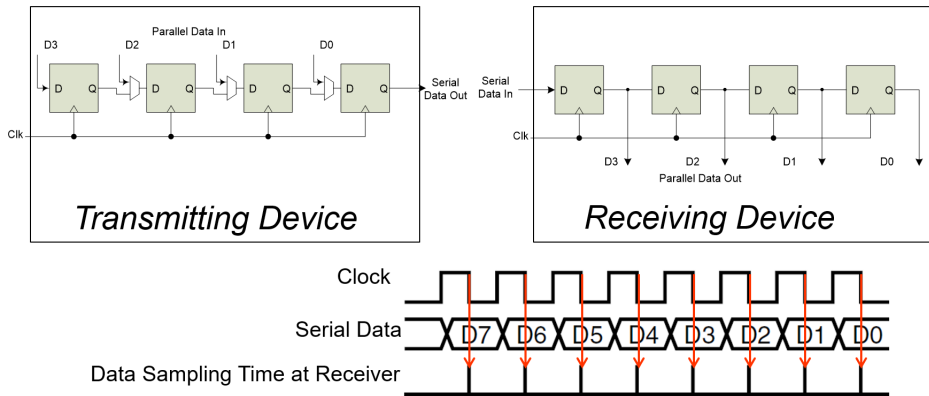 Parallel Data In
D3 D2 D1 D0
D Q D Q D Q D Q
Serial
Data Out
Clk
Transmitting Device
Serial
Data In
D Q D Q D Q D Q
Clk
D3 D2 D1 D0
Parallel Data Out
Receiving Device
Clock
Serial Data D7 D6 D5 D4 D3 D2 D1 D0
Data Sampling Time at Receiver